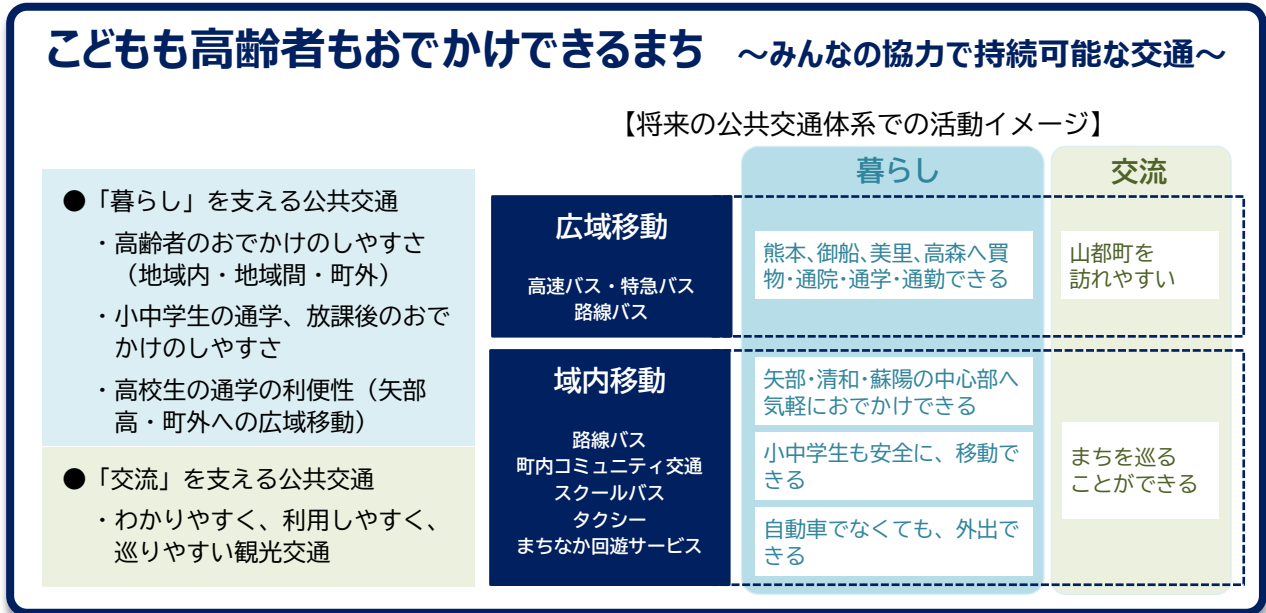 こどもも高齢者もおでかけできるまち ～みんなの協力で持続可能な交通～
●「暮らし」を支える公共交通
・高齢者のおでかけのしやすさ
（地域内・地域間・町外）
・小中学生の通学、放課後のおで
かけのしやすさ
・高校生の通学の利便性（矢部
高・町外への広域移動）
●「交流」を支える公共交通
・わかりやすく、利用しやすく、
巡りやすい観光交通
【将来の公共交通体系での活動イメージ】
暮らし
交流
広域移動
高速バス・特急バス
路線バス
熊本、御船、美里、高森へ買
物・通院・通学・通勤できる
山都町を
訪れやすい
域内移動
路線バス
町内コミュニティ交通
スクールバス
タクシー
まちなか回遊サービス
矢部・清和・蘇陽の中心部へ
気軽におでかけできる
小中学生も安全に、移動で
きる
自動車でなくても、外出で
きる
まちを巡る
ことができる